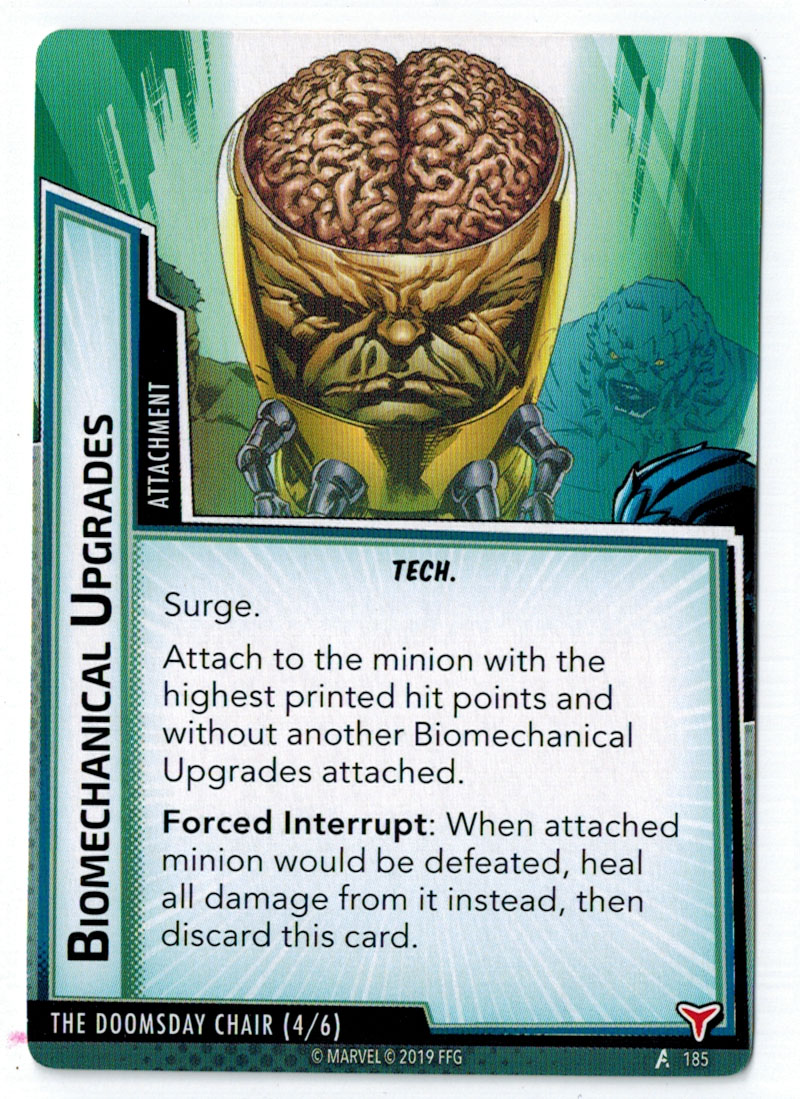 ATTACHMENT
BIOMECHANICAL UPGRADES
TECH.
Surge.
Attach to the minion with the
highest printed hit points and
without another Biomechanical
Upgrades attached.
Forced Interrupt: When attached
minion would be defeated, heal
all damage from it instead, then
discard this card.
THE DOOMSDAY CHAIR (4/6)
© MARVEL © 2019 FFG
185